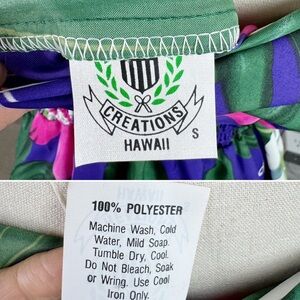 CREATIONS
HAWAII
S
100% POLYESTER
Machine Wash, Cold
Water, Mild Soap.
Tumble Dry, Cool.
Do Not Bleach, Soak
or Wring. Use Cool
Iron Only.